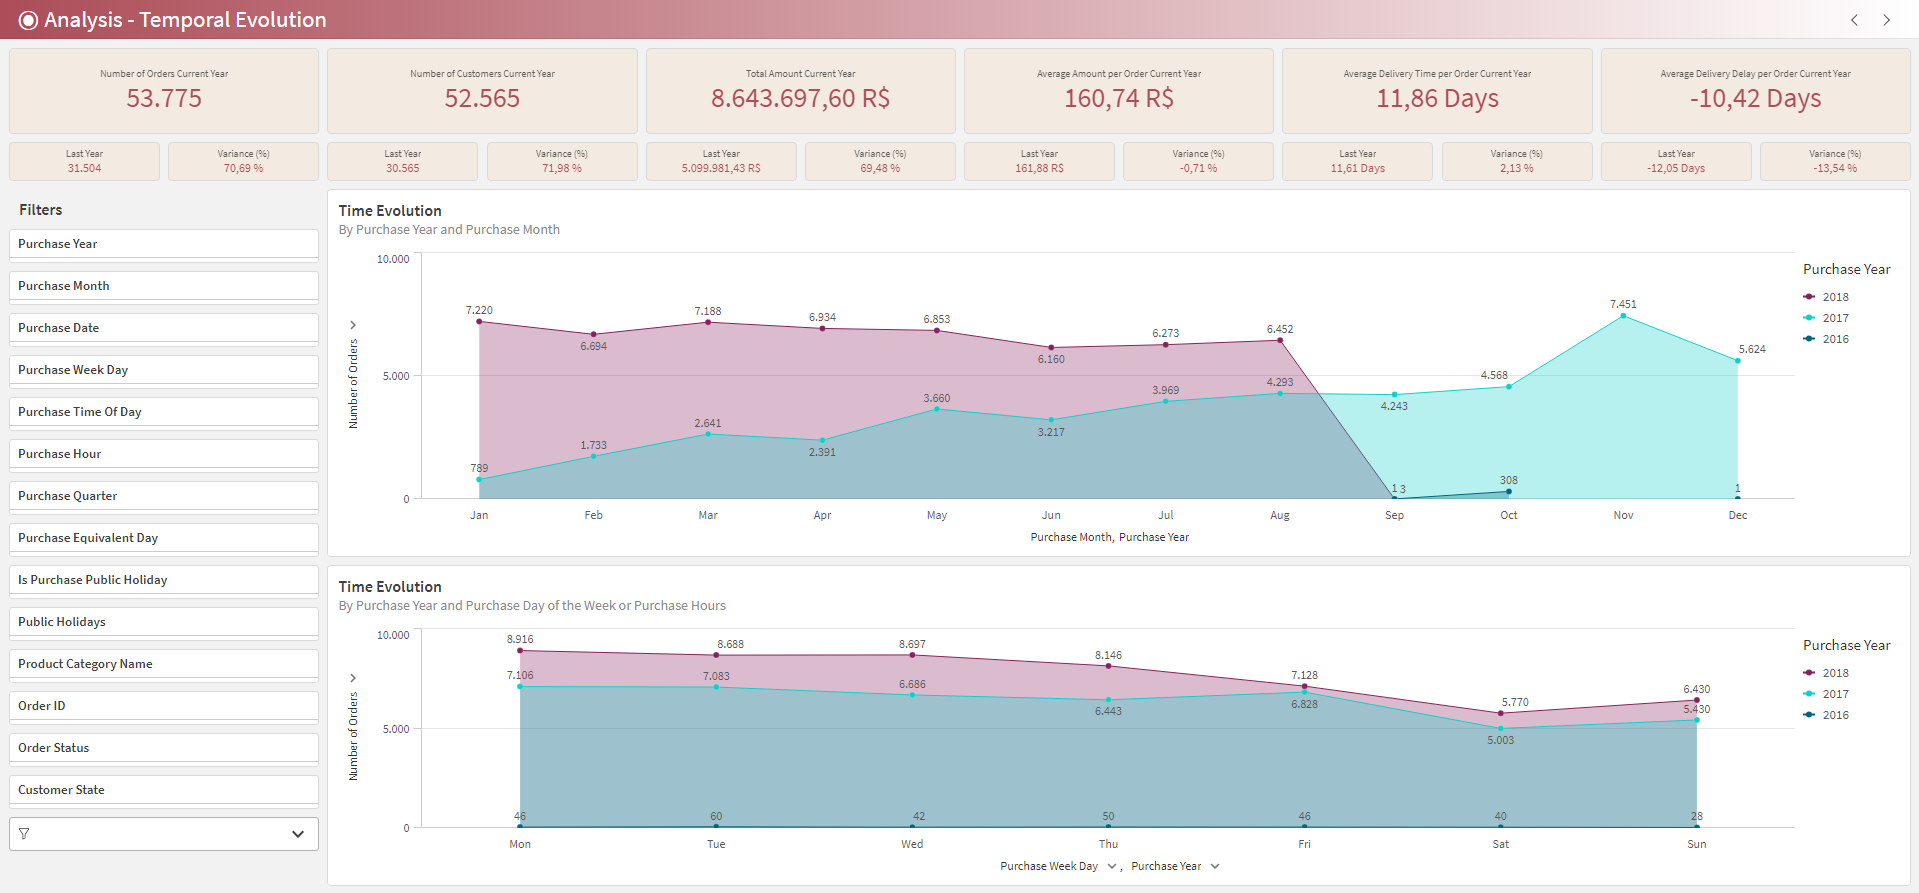 Analysis - Temporal Evolution
Number of Orders Current Year
53.775
Number of Customers Current Year
52.565
Total Amount Current Year
8.643.697,60 R$
Average Amount per Order Current Year
160,74 R$
Average Delivery Time per Order Current Year
11,86 Days
Average Delivery Delay per Order Current Year
-10,42 Days
Last Year
31.504
Variance (%)
70,69 %
Last Year
30.565
Variance (%)
71,98 %
Last Year
5.099.981,43 R$
Variance (%)
69,48 %
Last Year
161,88 R$
Variance (%)
-0,71 %
Last Year
11,61 Days
Variance (%)
2,13 %
Last Year
-12,05 Days
Variance (%)
-13,54 %
Filters
Purchase Year
Purchase Month
Purchase Date
Purchase Week Day
Purchase Time Of Day
Purchase Hour
Purchase Quarter
Purchase Equivalent Day
Is Purchase Public Holiday
Public Holidays
Product Category Name
Order ID
Order Status
Customer State
Time Evolution
By Purchase Year and Purchase Month
Number of Orders
10.000
5.000
0
7.220
6.694
7.188
6.934
6.853
6.160
6.273
6.452
789
1.733
2.641
2.391
3.660
3.217
3.969
4.293
4.243
4.568
7.451
5.624
1 3
308
1
Jan Feb Mar Apr May Jun Jul Aug Sep Oct Nov Dec
Purchase Month, Purchase Year
Purchase Year
2018
2017
2016
Time Evolution
By Purchase Year and Purchase Day of the Week or Purchase Hours
Number of Orders
10.000
5.000
0
8.916
8.688
8.697
8.146
7.128
5.770
6.430
7.106
7.083
6.686
6.443
6.828
5.003
5.430
46
60
42
50
46
40
28
Mon Tue Wed Thu Fri Sat Sun
Purchase Week Day , Purchase Year
Purchase Year
2018
2017
2016